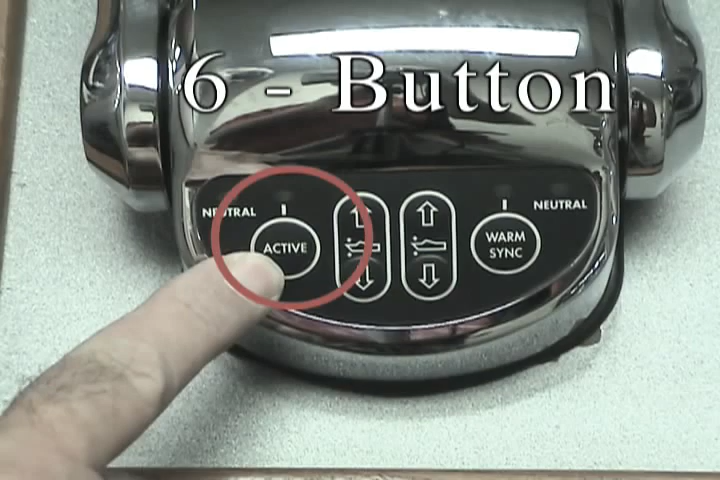 6 - Button
NEUTRAL
NEUTRAL
ACTIVE
WARM
SYNC